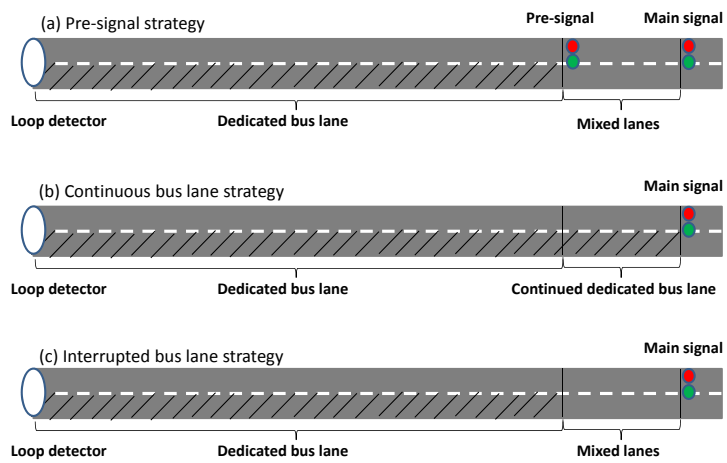 (a) Pre-signal strategy
Pre-signal
Main signal
Loop detector
Dedicated bus lane
Mixed lanes
(b) Continuous bus lane strategy
Main signal
Loop detector
Dedicated bus lane
Continued dedicated bus lane
(c) Interrupted bus lane strategy
Main signal
Loop detector
Dedicated bus lane
Mixed lanes